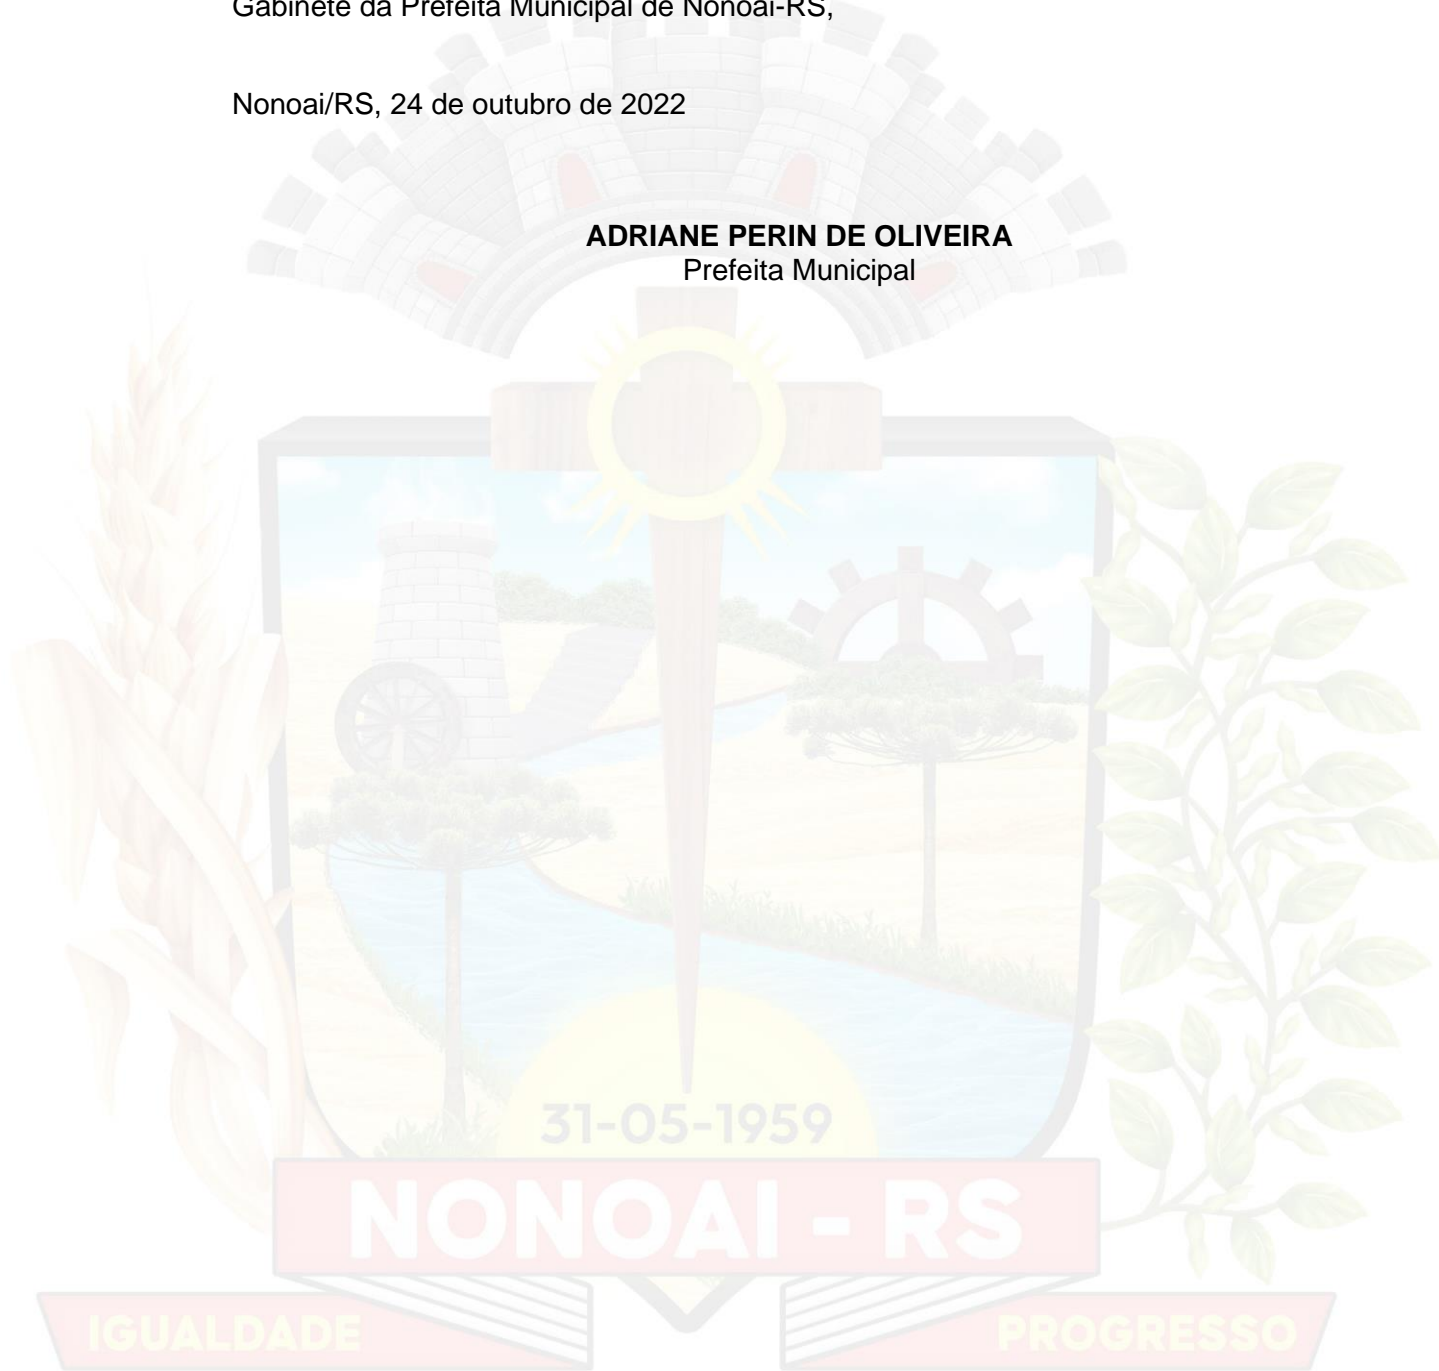 Gabinete da Prefeita Municipal de Nonoai-RS,
Nonoai/RS, 24 de outubro de 2022
ADRIANE PERIN DE OLIVEIRA
Prefeita Municipal
31-05-1959
NONOAI - RS
IGUALDADE
PROGRESSO